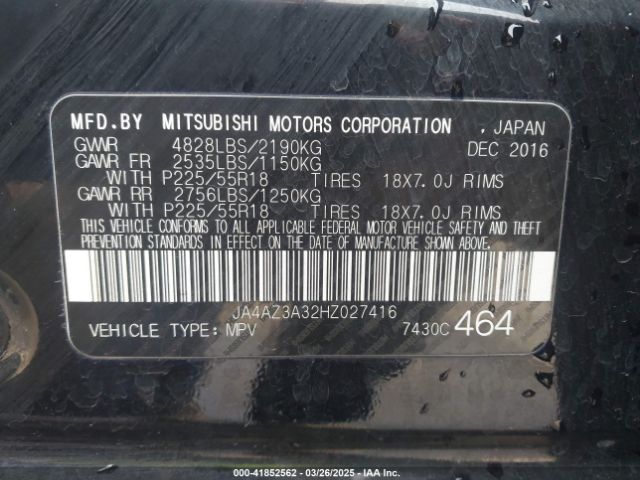 MFD.BY MITSUBISHI MOTORS CORPORATION , JAPAN
GVWR 4828LBS/2190KG DEC 2016
GAWR FR 2535LBS/1150KG
WITH P225/55R18 TIRES 18X7.0J RIMS
GAWR RR 2756LBS/1250KG
WITH P225/55R18 TIRES 18X7.0J RIMS
THIS VEHICLE CONFORMS TO ALL APPLICABLE FEDERAL MOTOR VEHICLE SAFETY AND THEFT
PREVENTION STANDARDS IN EFFECT ON THE DATE OF MANUFACTURE SHOWN ABOVE.
JA4AZ3A32HZ027416
VEHICLE TYPE: MPV 7430C 464
000-41852562 - 03/26/2025 - IAA Inc.